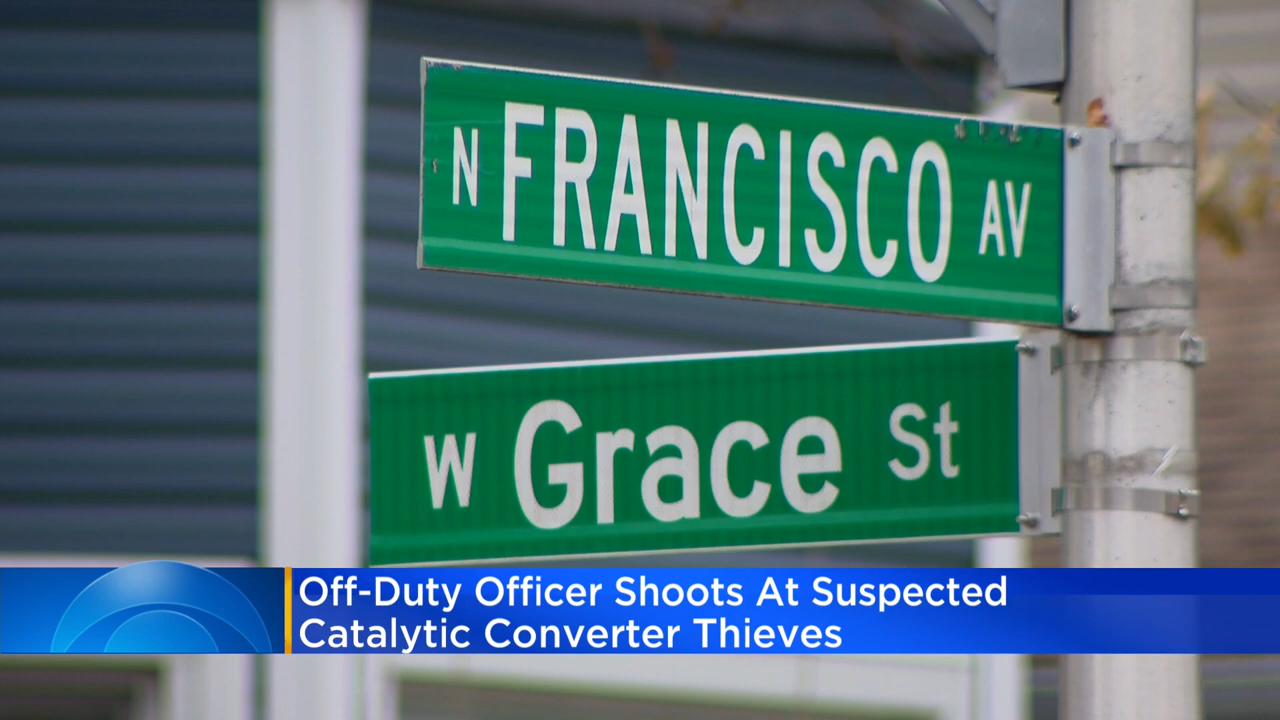 N FRANCISCO AV
W Grace St
Off-Duty Officer Shoots At Suspected
Catalytic Converter Thieves